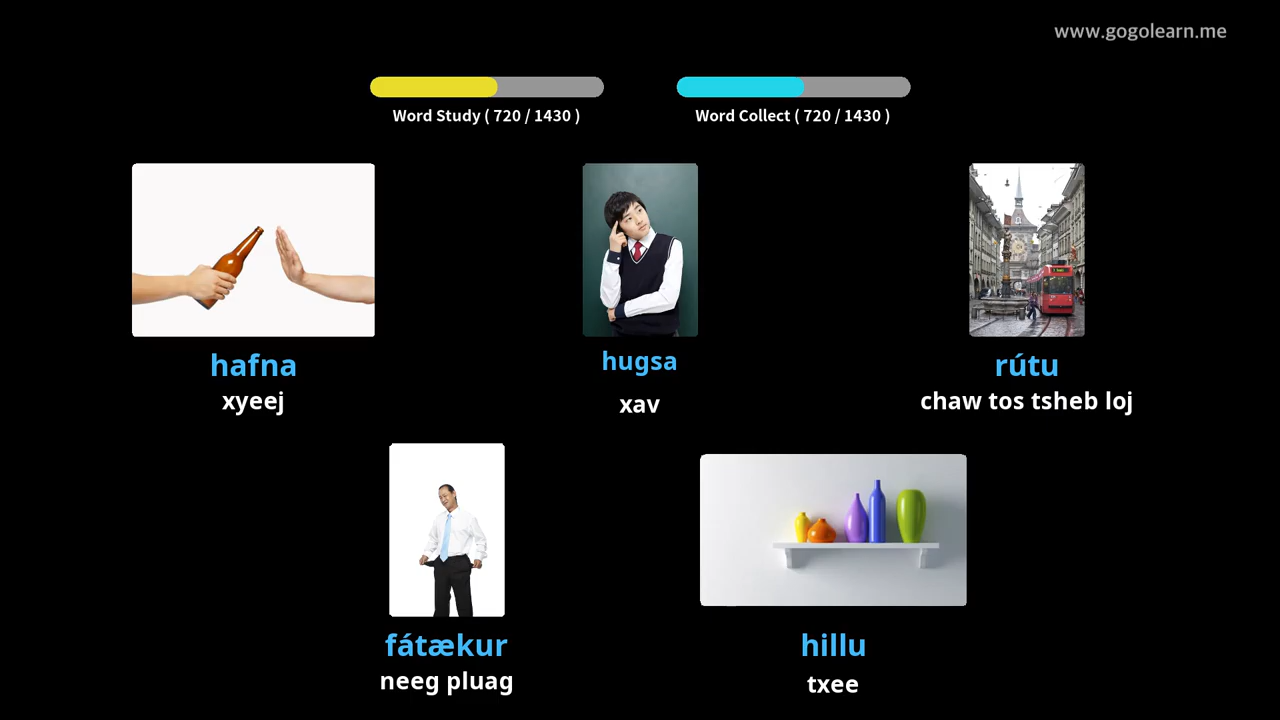 www.gogolearn.me
Word Study ( 720 / 1430 )
Word Collect ( 720 / 1430 )
hafna
xyeej
hugsa
xav
rútu
chaw tos tsheb loj
fátækur
neeg pluag
hillu
txee